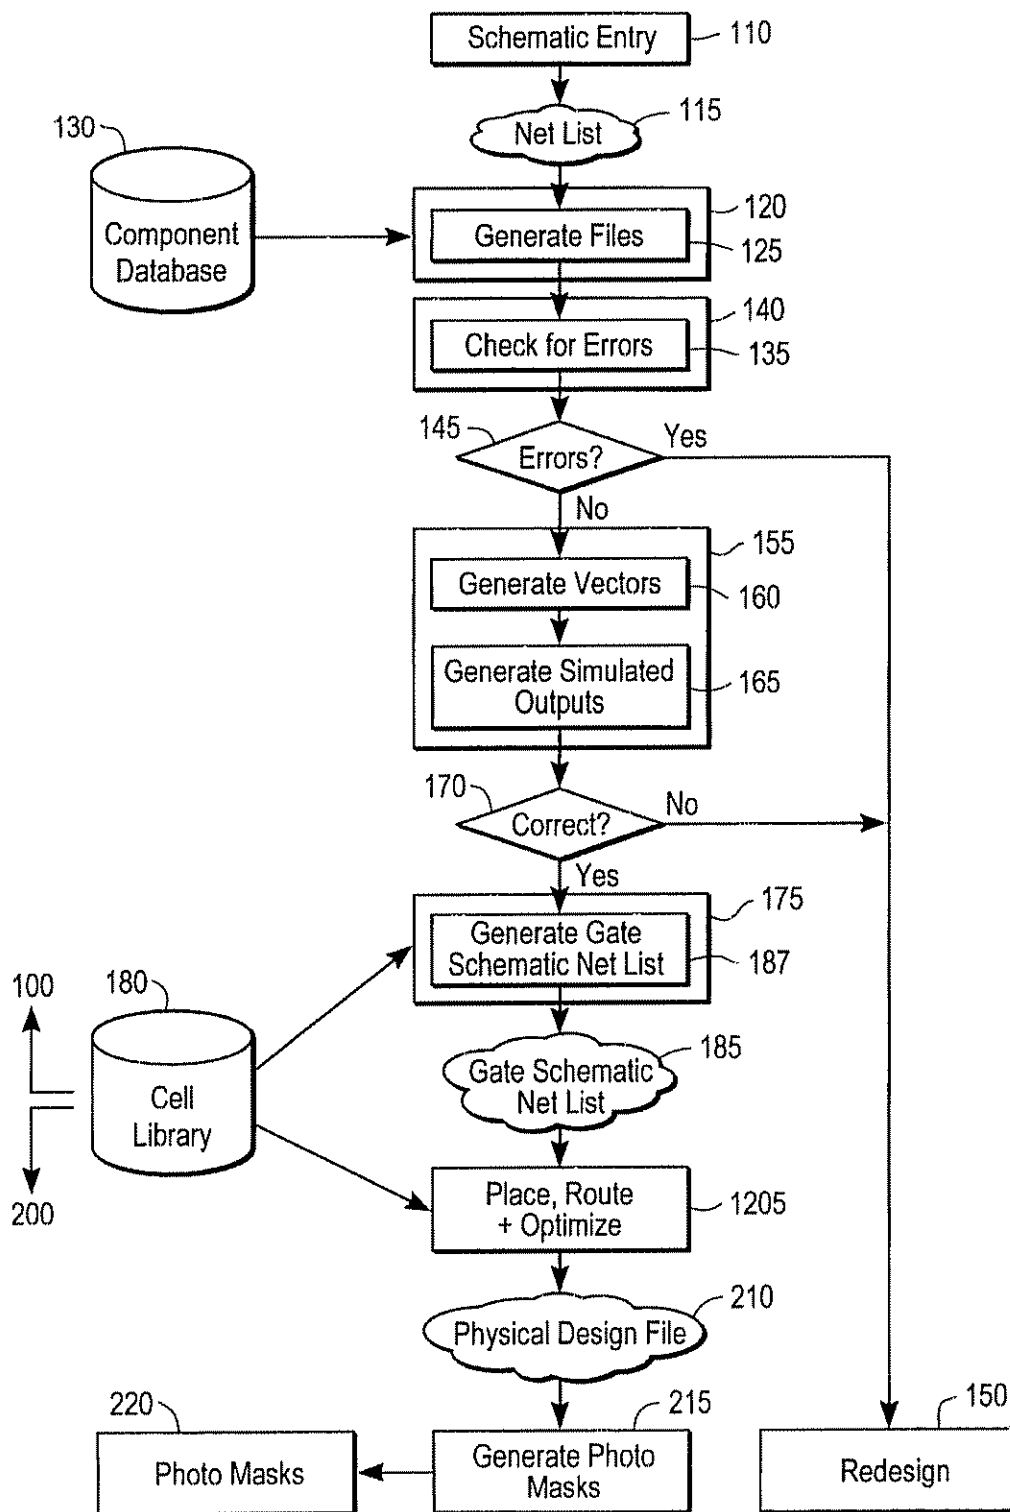 Schematic Entry
110
Net List
115
130
Component
Database
120
Generate Files
125
140
Check for Errors
135
145
Errors?
Yes
No
155
Generate Vectors
160
Generate Simulated
Outputs
165
170
Correct?
No
Yes
175
Generate Gate
Schematic Net List
187
100
200
180
Cell
Library
185
Gate Schematic
Net List
Place, Route
+ Optimize
1205
210
Physical Design File
220
Photo Masks
215
Generate Photo
Masks
150
Redesign